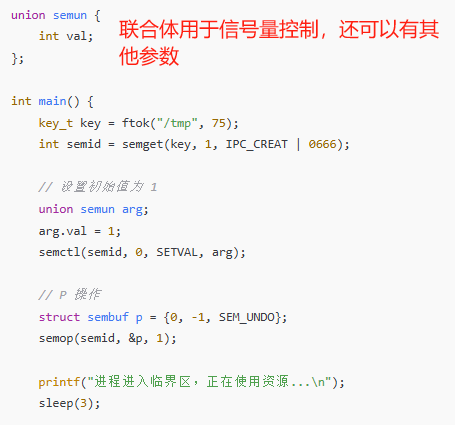 union semun {
    int val;
};
联合体用于信号量控制，还可以有其
他参数
int main() {
    key_t key = ftok("/tmp", 75);
    int semid = semget(key, 1, IPC_CREAT | 0666);
    // 设置初始值为 1
    union semun arg;
    arg.val = 1;
    semctl(semid, 0, SETVAL, arg);
    // P 操作
    struct sembuf p = {0, -1, SEM_UNDO};
    semop(semid, &p, 1);
    printf("进程进入临界区，正在使用资源...\n");
    sleep(3);